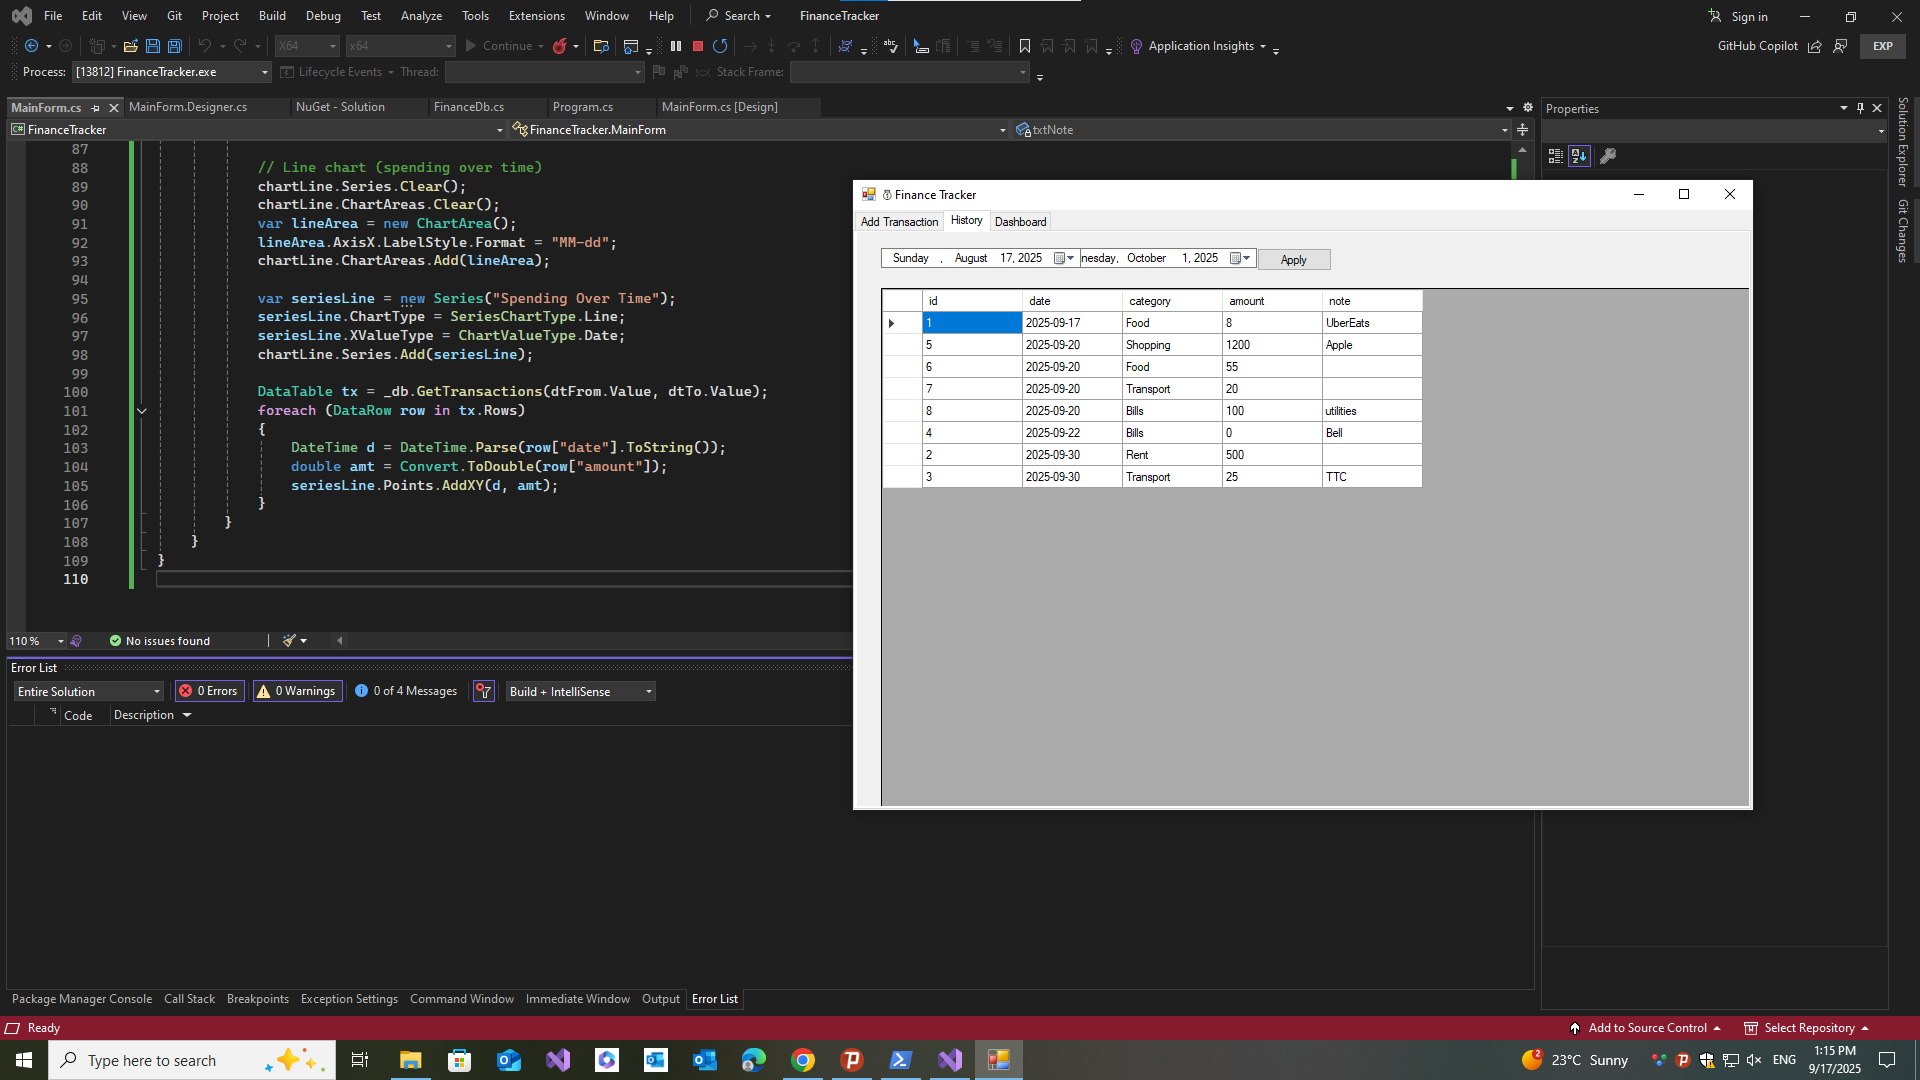 File Edit View Git Project Build Debug Test Analyze Tools Extensions Window Help Search FinanceTracker Sign in
X64 x64 Continue Application Insights GitHub Copilot EXP
Process: [13812] FinanceTracker.exe Lifecycle Events Thread: Stack Frame:
MainForm.cs MainForm.Designer.cs NuGet - Solution FinanceDb.cs Program.cs MainForm.cs [Design]
FinanceTracker FinanceTracker.MainForm txtNote
87
88 // Line chart (spending over time)
89 chartLine.Series.Clear();
90 chartLine.ChartAreas.Clear();
91 var lineArea = new ChartArea();
92 lineArea.AxisX.LabelStyle.Format = "MM-dd";
93 chartLine.ChartAreas.Add(lineArea);
94
95 var seriesLine = new Series("Spending Over Time");
96 seriesLine.ChartType = SeriesChartType.Line;
97 seriesLine.XValueType = ChartValueType.Date;
98 chartLine.Series.Add(seriesLine);
99
100 DataTable tx = _db.GetTransactions(dtFrom.Value, dtTo.Value);
101 foreach (DataRow row in tx.Rows)
102 {
103 DateTime d = DateTime.Parse(row["date"].ToString());
104 double amt = Convert.ToDouble(row["amount"]);
105 seriesLine.Points.AddXY(d, amt);
106 }
107 }
108 }
109 }
110
110 % No issues found
Error List
Entire Solution 0 Errors 0 Warnings 0 of 4 Messages Build + IntelliSense
Code Description
Finance Tracker
Add Transaction History Dashboard
Sunday , August 17, 2025 nesday, October 1, 2025 Apply
id date category amount note
1 2025-09-17 Food 8 UberEats
5 2025-09-20 Shopping 1200 Apple
6 2025-09-20 Food 55
7 2025-09-20 Transport 20
8 2025-09-20 Bills 100 utilities
4 2025-09-22 Bills 0 Bell
2 2025-09-30 Rent 500
3 2025-09-30 Transport 25 TTC
Properties
Solution Explorer
Git Changes
Package Manager Console Call Stack Breakpoints Exception Settings Command Window Immediate Window Output Error List
Ready Add to Source Control Select Repository
Type here to search 2 23°C Sunny ENG 1:15 PM
9/17/2025